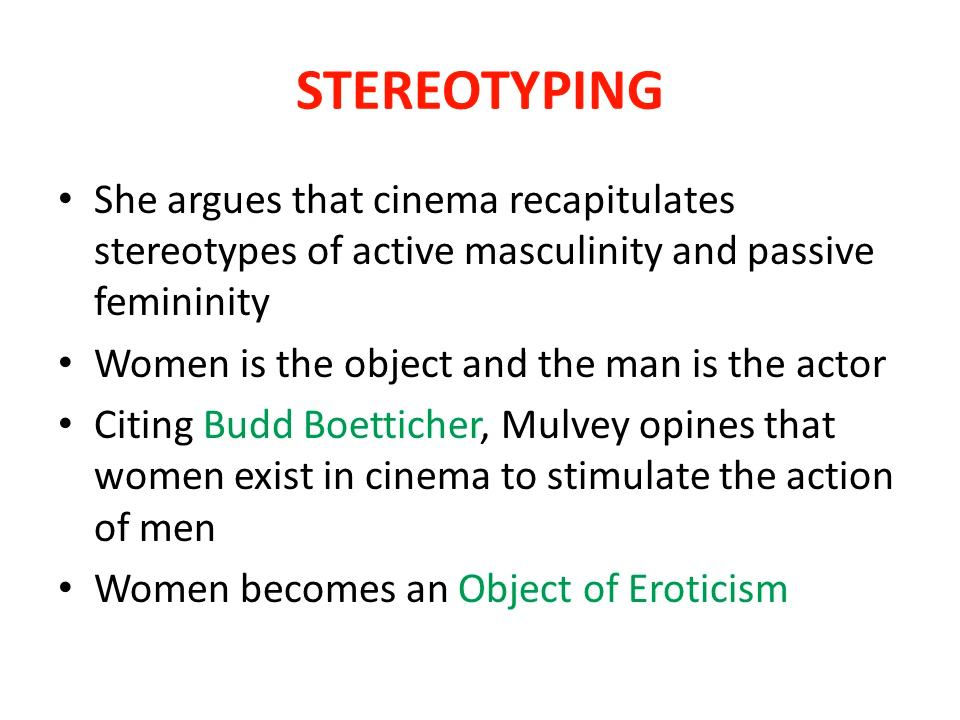 STEREOTYPING
• She argues that cinema recapitulates
stereotypes of active masculinity and passive
femininity
• Women is the object and the man is the actor
• Citing Budd Boetticher, Mulvey opines that
women exist in cinema to stimulate the action
of men
• Women becomes an Object of Eroticism